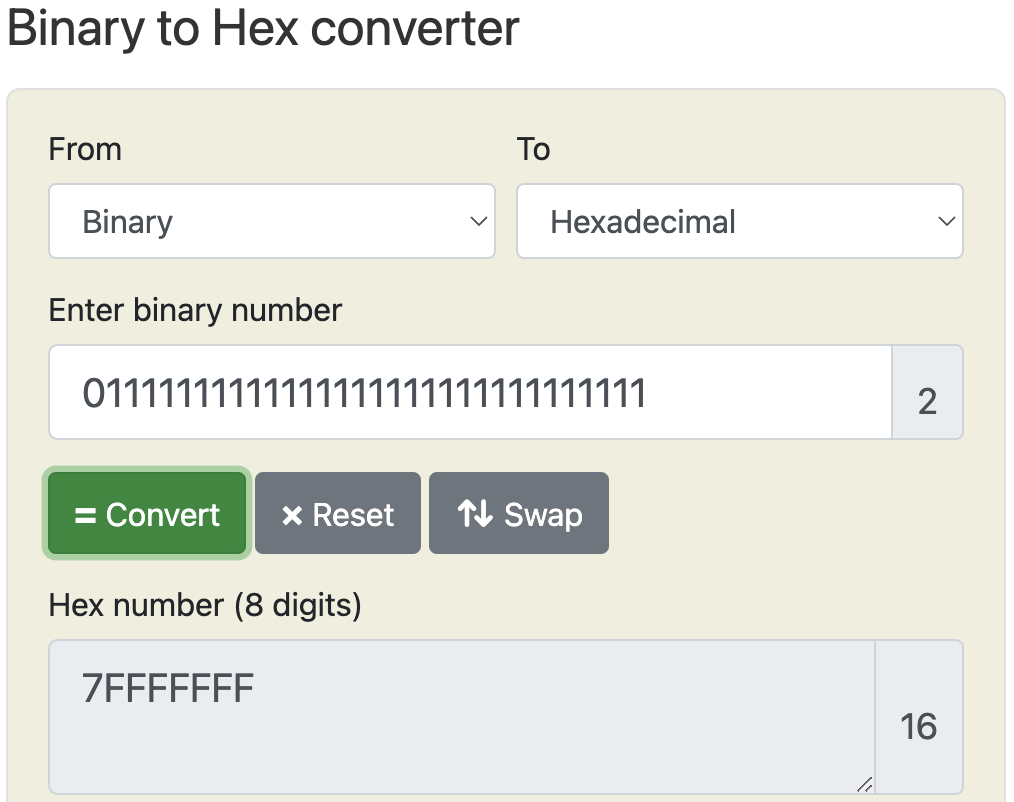 Binary to Hex converter
From
To
Binary
Hexadecimal
Enter binary number
01111111111111111111111111111111
2
= Convert
× Reset
Swap
Hex number (8 digits)
7FFFFFFF
16